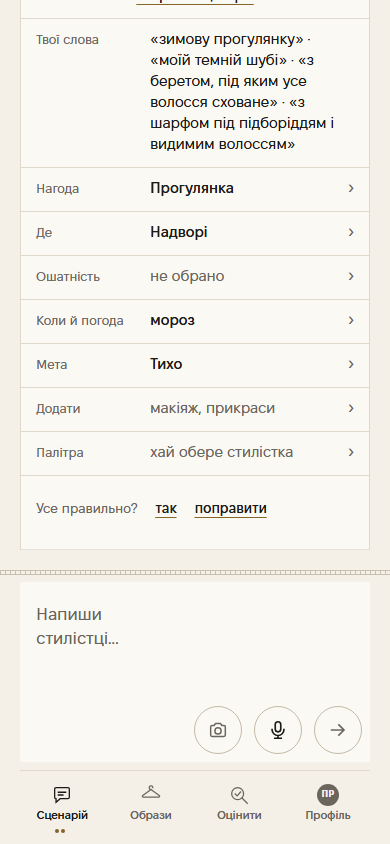 Твої слова
«зимову прогулянку» ·
«моїй темній шубі» · «з
беретом, під яким усе
волосся сховане» · «з
шарфом під підборіддям і
видимим волоссям»
Нагода Прогулянка
Де Надворі
Ошатність не обрано
Коли й погода мороз
Мета Тихо
Додати макіяж, прикраси
Палітра хай обере стилістка
Усе правильно? так поправити
Напиши
стилістці...
ПР
Сценарій Образи Оцінити Профіль